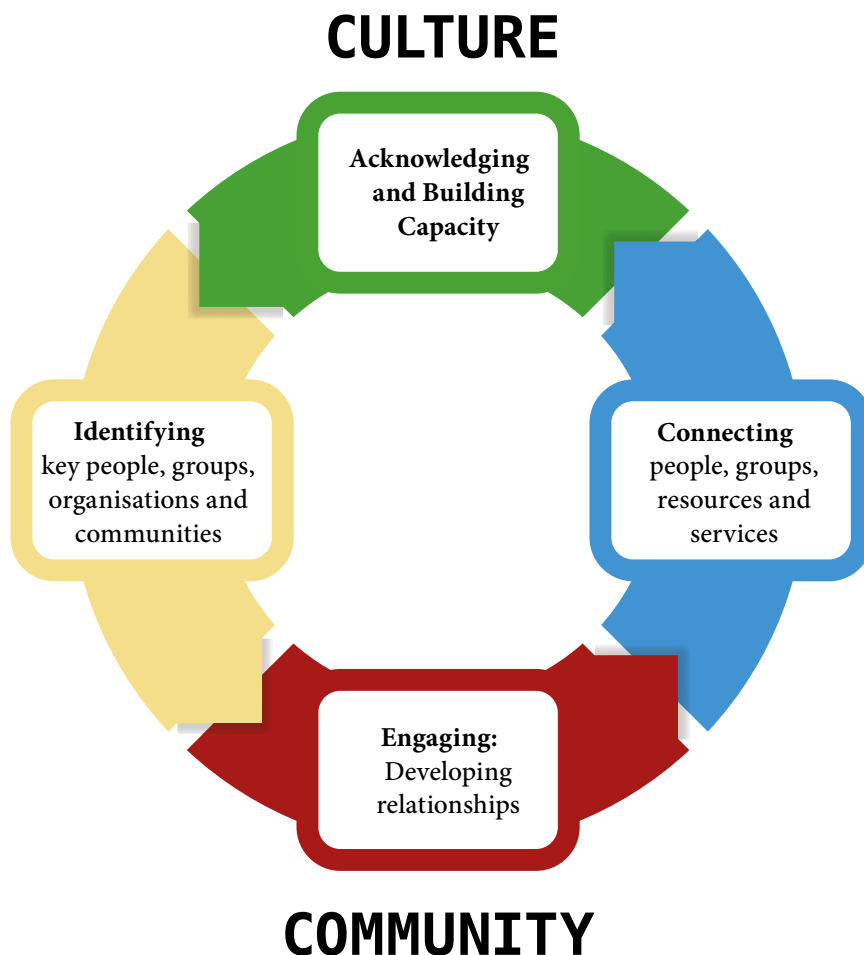 CULTURE
Acknowledging
and Building
Capacity
Identifying
key people, groups,
organisations and
communities
Connecting
people, groups,
resources and
services
Engaging:
Developing
relationships
COMMUNITY